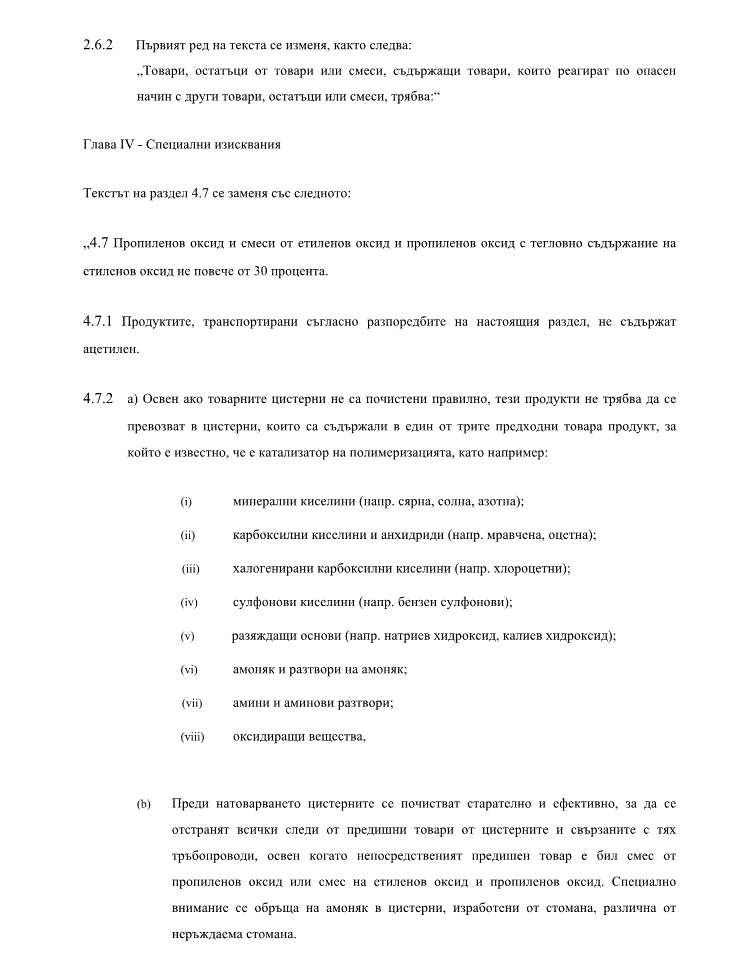 2.6.2 Първият ред на текста се изменя, както следва:
„Товари, остатъци от товари или смеси, съдържащи товари, които реагират по опасен
начин с други товари, остатъци или смеси, трябва:“
Глава IV - Специални изисквания
Текстът на раздел 4.7 се заменя със следното:
„4.7 Пропиленов оксид и смеси от етиленов оксид и пропиленов оксид с тегловно съдържание на
етиленов оксид не повече от 30 процента.
4.7.1 Продуктите, транспортирани съгласно разпоредбите на настоящия раздел, не съдържат
ацетилен.
4.7.2 а) Освен ако товарните цистерни не са почистени правилно, тези продукти не трябва да се
превозват в цистерни, които са съдържали в един от трите предходни товара продукт, за
който е известно, че е катализатор на полимеризацията, като например:
(i) минерални киселини (напр. сярна, солна, азотна);
(ii) карбоксилни киселини и анхидриди (напр. мравчена, оцетна);
(iii) халогенирани карбоксилни киселини (напр. хлороцетни);
(iv) сулфонови киселини (напр. бензен сулфонови);
(v) разяждащи основи (напр. натриев хидроксид, калиев хидроксид);
(vi) амоняк и разтвори на амоняк;
(vii) амини и аминови разтвори;
(viii) оксидиращи вещества,
(b) Преди натоварването цистерните се почистват старателно и ефективно, за да се
отстранят всички следи от предишни товари от цистерните и свързаните с тях
тръбопроводи, освен когато непосредственият предишен товар е бил смес от
пропиленов оксид или смес на етиленов оксид и пропиленов оксид. Специално
внимание се обръща на амоняк в цистерни, изработени от стомана, различна от
неръждаема стомана.